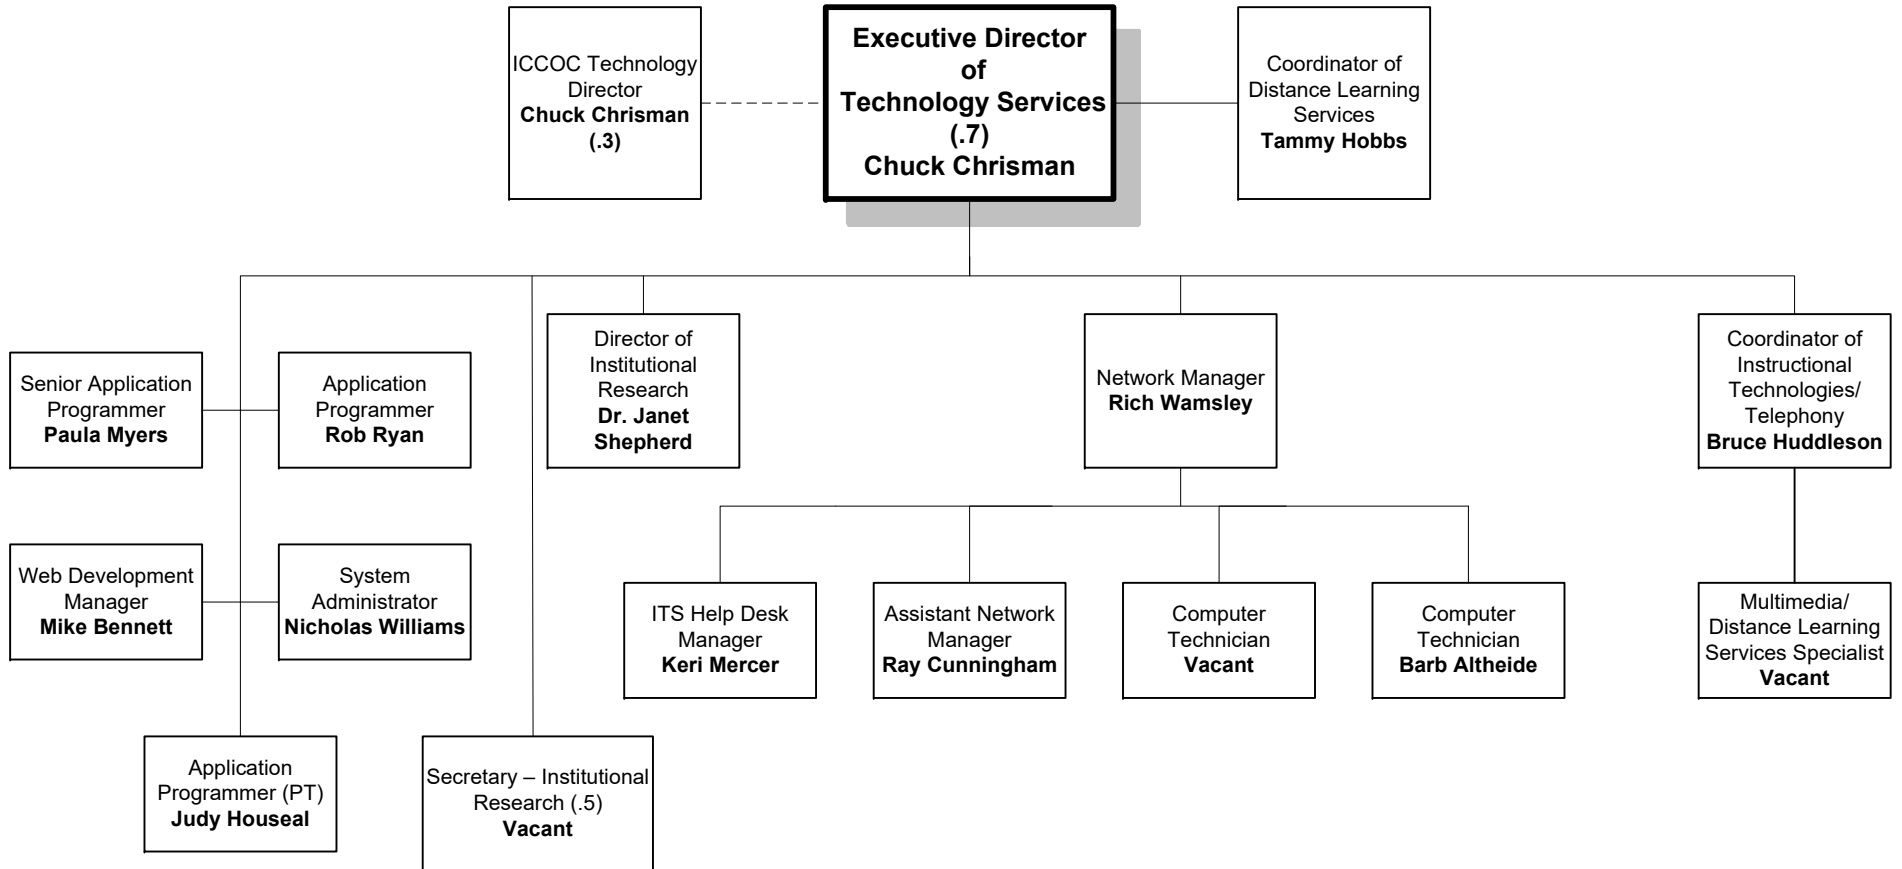 ICCOC Technology
Director
Chuck Chrisman
(.3)
Executive Director
of
Technology Services
(.7)
Chuck Chrisman
Coordinator of
Distance Learning
Services
Tammy Hobbs
Senior Application
Programmer
Paula Myers
Application
Programmer
Rob Ryan
Director of
Institutional
Research
Dr. Janet
Shepherd
Network Manager
Rich Wamsley
Coordinator of
Instructional
Technologies/
Telephony
Bruce Huddleson
Web Development
Manager
Mike Bennett
System
Administrator
Nicholas Williams
ITS Help Desk
Manager
Keri Mercer
Assistant Network
Manager
Ray Cunningham
Computer
Technician
Vacant
Computer
Technician
Barb Altheide
Multimedia/
Distance Learning
Services Specialist
Vacant
Application
Programmer (PT)
Judy Houseal
Secretary – Institutional
Research (.5)
Vacant